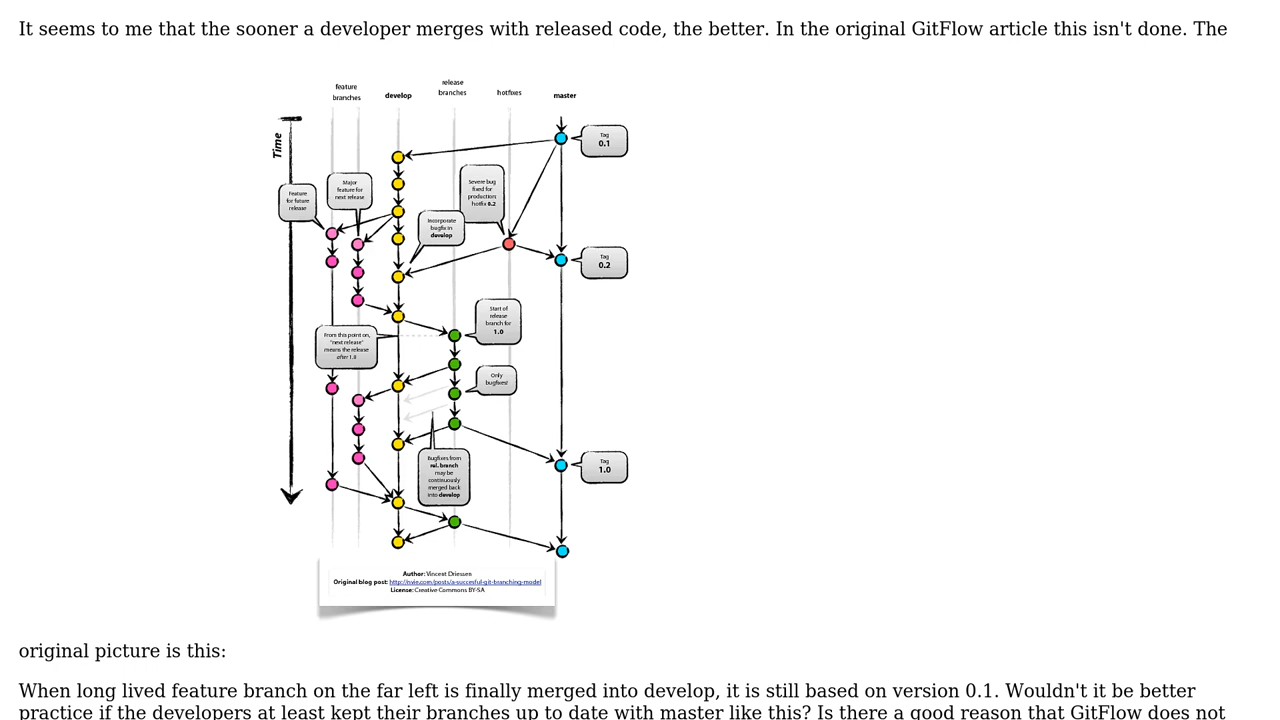 It seems to me that the sooner a developer merges with released code, the better. In the original GitFlow article this isn't done. The
feature
branches
develop
release
branches
hotfixes
master
Time
Tag
0.1
Major
feature for
next release
Feature
for future
release
Severe bug
fixed for
production:
hotfix 0.2
Incorporate
bugfix in
develop
Tag
0.2
Start of
release
branch for
1.0
From this point on,
"next release"
means the release
after 1.0
Only
bugfixes!
Tag
1.0
Bugfixes from
rel. branch
may be
continuously
merged back
into develop
Author: Vincent Driessen
Original blog post: http://nvie.com/posts/a-succesful-git-branching-model
License: Creative Commons BY-SA
original picture is this:
When long lived feature branch on the far left is finally merged into develop, it is still based on version 0.1. Wouldn't it be better
practice if the developers at least kept their branches up to date with master like this? Is there a good reason that GitFlow does not